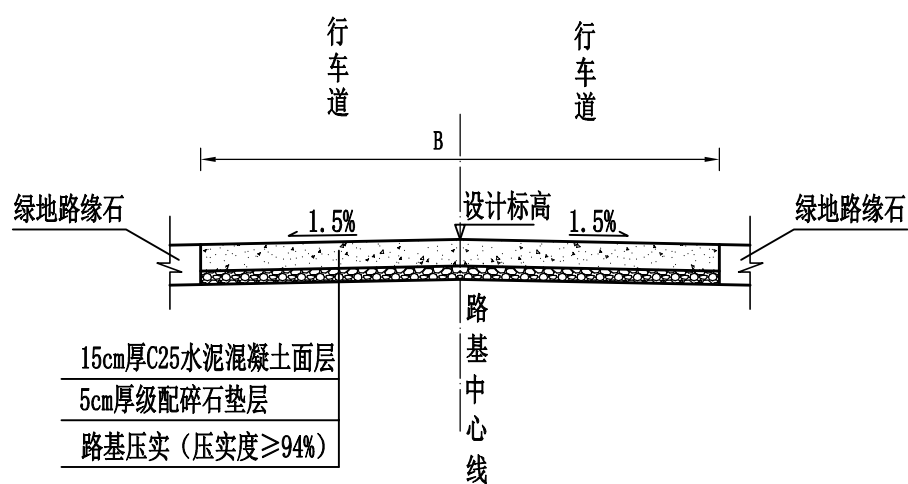 行车道
行车道
B
绿地路缘石
1.5%
设计标高
1.5%
绿地路缘石
15cm厚C25水泥混凝土面层
5cm厚级配碎石垫层
路基压实（压实度≥94%）
路基中心线